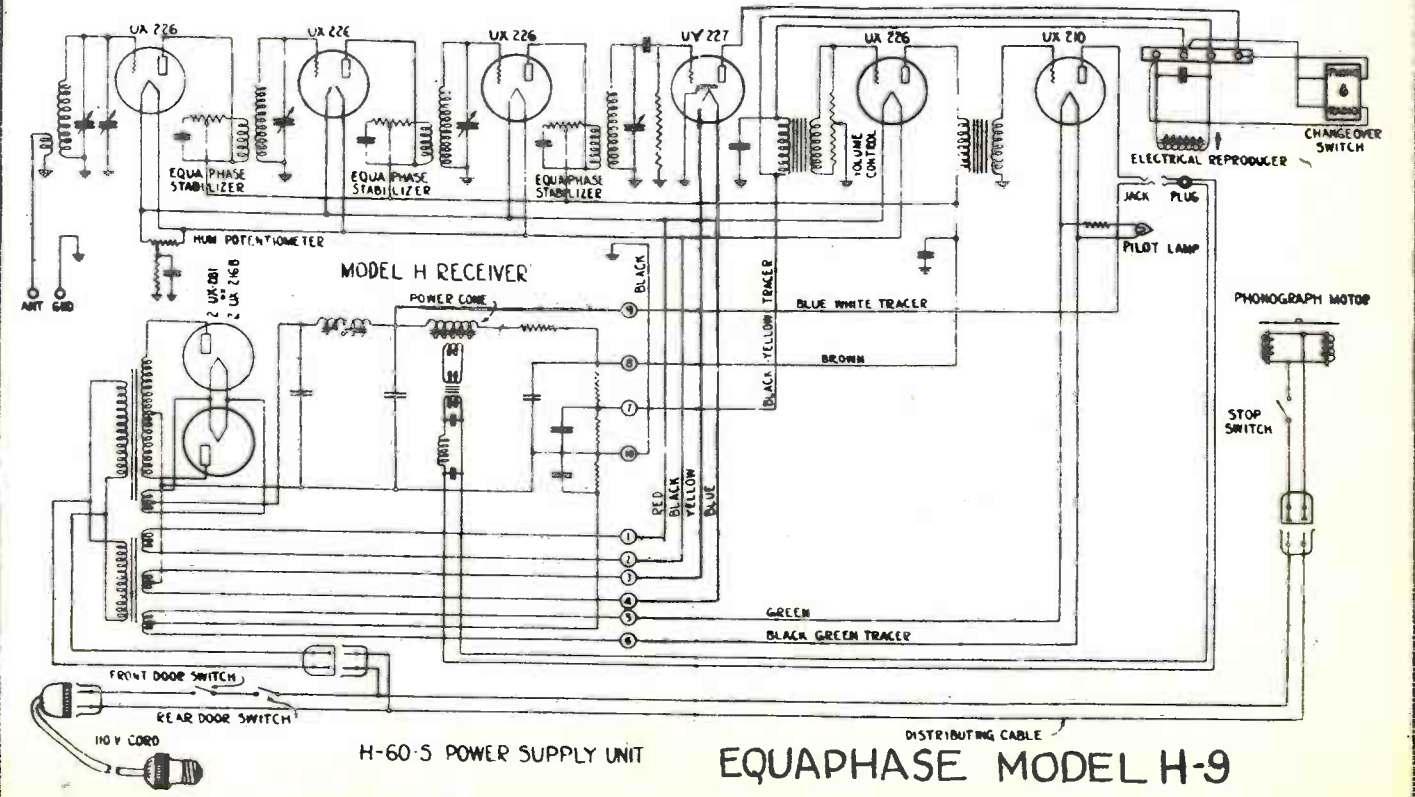 UX 226
UX 226
UX 226
UY 227
UX 226
UX 210
PHONO
&
RADIO
CHANGEOVER
SWITCH
ELECTRICAL REPRODUCER
VOLUME
CONTROL
EQUAPHASE
STABILIZER
EQUAPHASE
STABILIZER
EQUAPHASE
STABILIZER
JACK
PLUG
HUM POTENTIOMETER
PILOT LAMP
ANT
GND
2 UX-281
OR
2 UX 216B
MODEL H RECEIVER
POWER CONE
BLACK
BLACK-YELLOW TRACER
9
BLUE WHITE TRACER
PHONOGRAPH MOTOR
8
BROWN
7
STOP
SWITCH
10
RED
BLACK
YELLOW
BLUE
1
2
3
4
5
GREEN
6
BLACK GREEN TRACER
FRONT DOOR SWITCH
REAR DOOR SWITCH
110 V CORD
DISTRIBUTING CABLE
H-60-S POWER SUPPLY UNIT
EQUAPHASE MODEL H-9